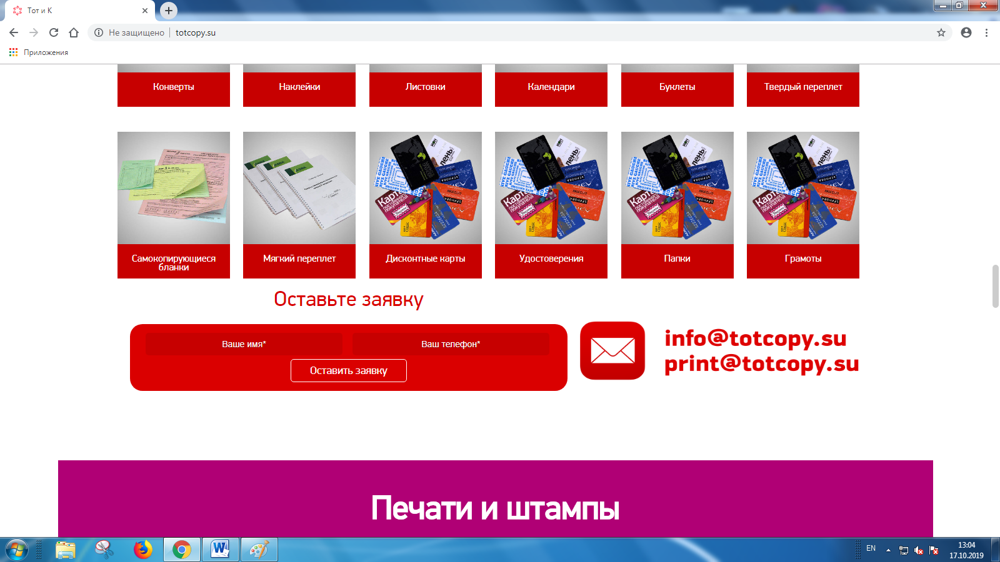 Тот и К
Не защищено
totcopy.su
Приложения
Конверты
Наклейки
Листовки
Календари
Буклеты
Твердый переплет
Самокопирующиеся
бланки
Мягкий переплет
Дисконтные карты
Удостоверения
Папки
Грамоты
Оставьте заявку
Ваше имя*
Ваш телефон*
Оставить заявку
info@totcopy.su
print@totcopy.su
Печати и штампы
EN
13:04
17.10.2019